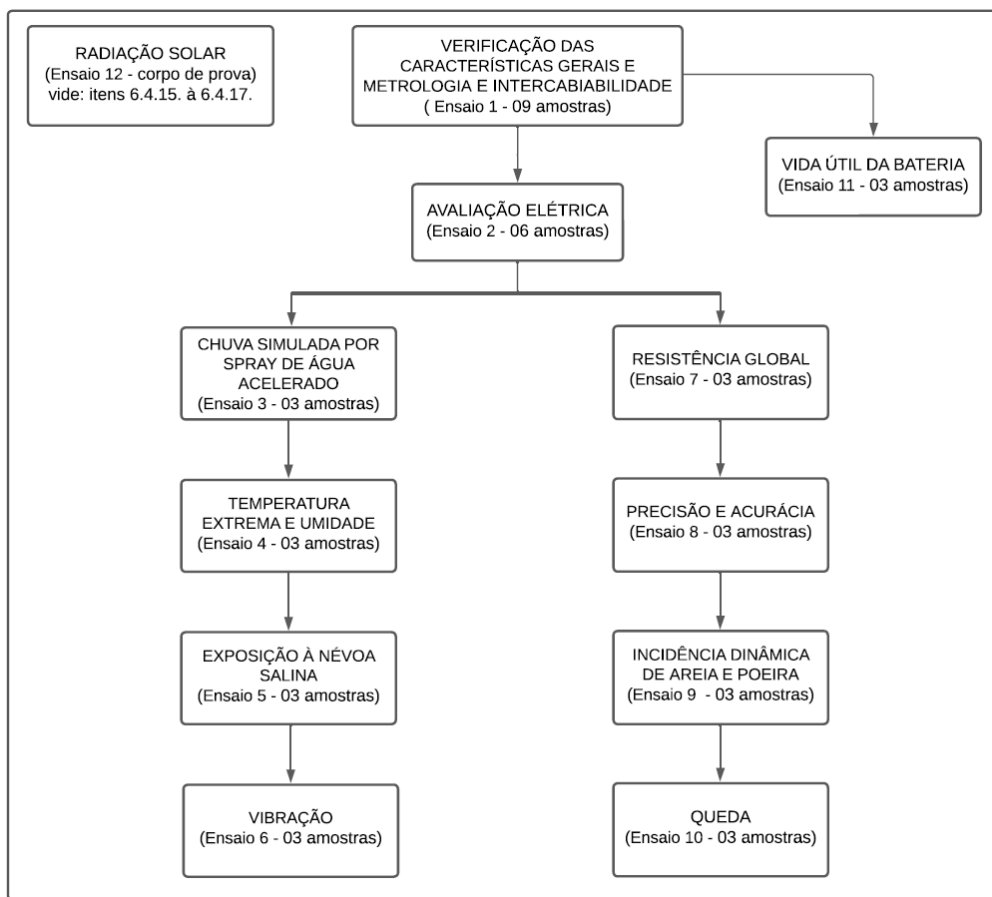 RADIAÇÃO SOLAR
(Ensaio 12 - corpo de prova)
vide: itens 6.4.15. à 6.4.17.
VERIFICAÇÃO DAS
CARACTERÍSTICAS GERAIS E
METROLOGIA E INTERCABIABILIDADE
( Ensaio 1 - 09 amostras)
VIDA ÚTIL DA BATERIA
(Ensaio 11 - 03 amostras)
AVALIAÇÃO ELÉTRICA
(Ensaio 2 - 06 amostras)
CHUVA SIMULADA POR
SPRAY DE ÁGUA
ACELERADO
(Ensaio 3 - 03 amostras)
RESISTÊNCIA GLOBAL
(Ensaio 7 - 03 amostras)
TEMPERATURA
EXTREMA E UMIDADE
(Ensaio 4 - 03 amostras)
PRECISÃO E ACURÁCIA
(Ensaio 8 - 03 amostras)
EXPOSIÇÃO À NÉVOA
SALINA
(Ensaio 5 - 03 amostras)
INCIDÊNCIA DINÂMICA
DE AREIA E POEIRA
(Ensaio 9 - 03 amostras)
VIBRAÇÃO
(Ensaio 6 - 03 amostras)
QUEDA
(Ensaio 10 - 03 amostras)